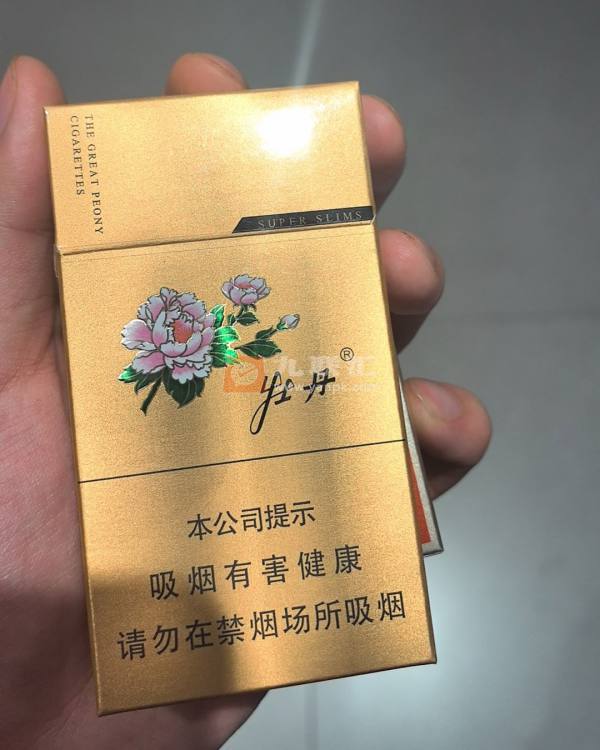 THE GREAT PEONY
CIGARETTES
SUPER SLIMS
牡丹®
本公司提示
吸烟有害健康
请勿在禁烟场所吸烟